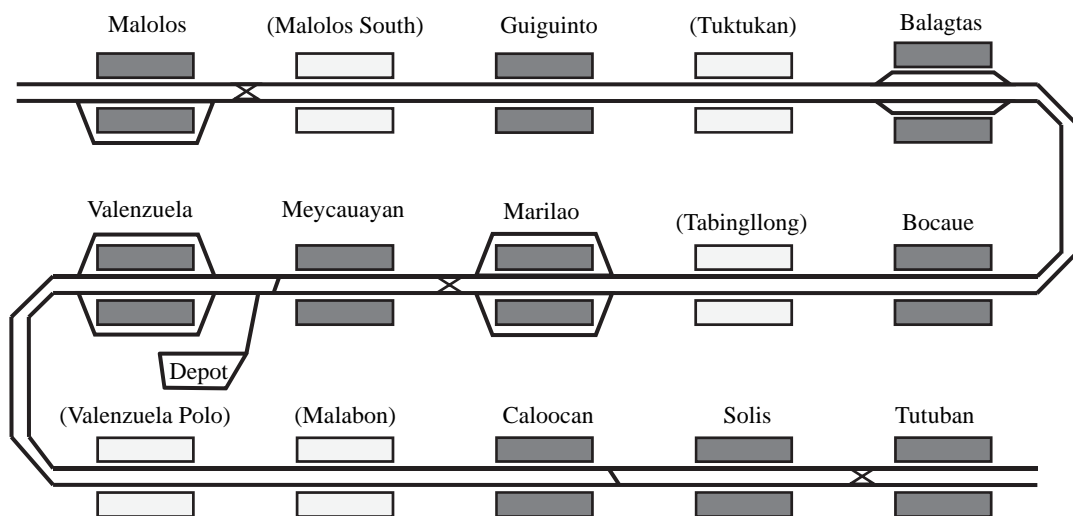 Malolos
(Malolos South)
Guiguinto
(Tuktukan)
Balagtas
Valenzuela
Meycauayan
Marilao
(Tabingllong)
Bocaue
Depot
(Valenzuela Polo)
(Malabon)
Caloocan
Solis
Tutuban